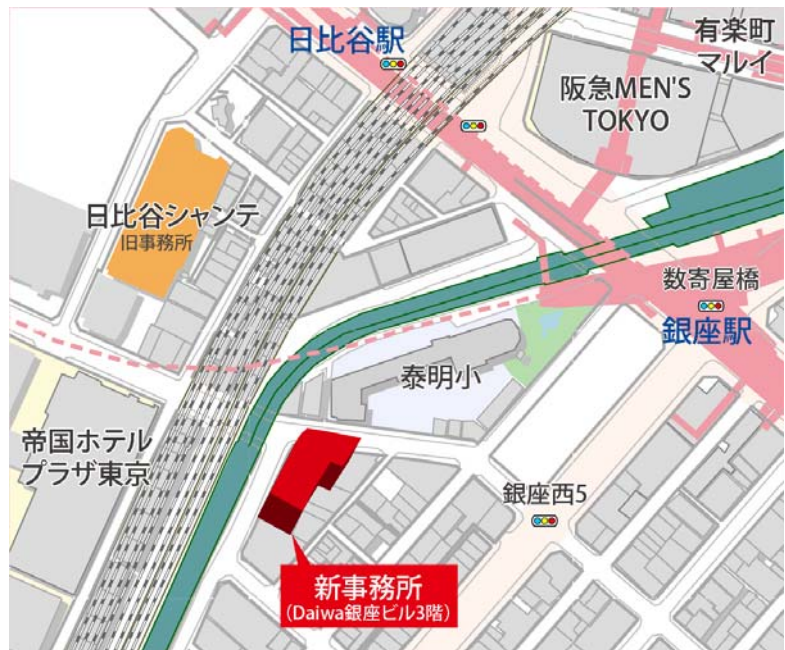 日比谷駅
有楽町
マルイ
阪急MEN'S
TOKYO
日比谷シャンテ
旧事務所
数寄屋橋
銀座駅
泰明小
帝国ホテル
プラザ東京
銀座西5
新事務所
(Daiwa銀座ビル3階)